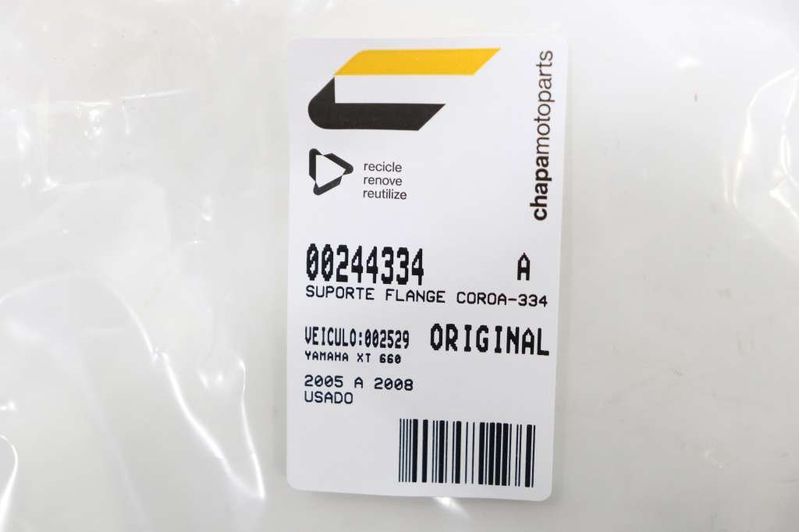 chapamotoparts
recicle
renove
reutilize
00244334 A
SUPORTE FLANGE COROA-334
VEICULO:002529 ORIGINAL
YAMAHA XT 660
2005 A 2008
USADO